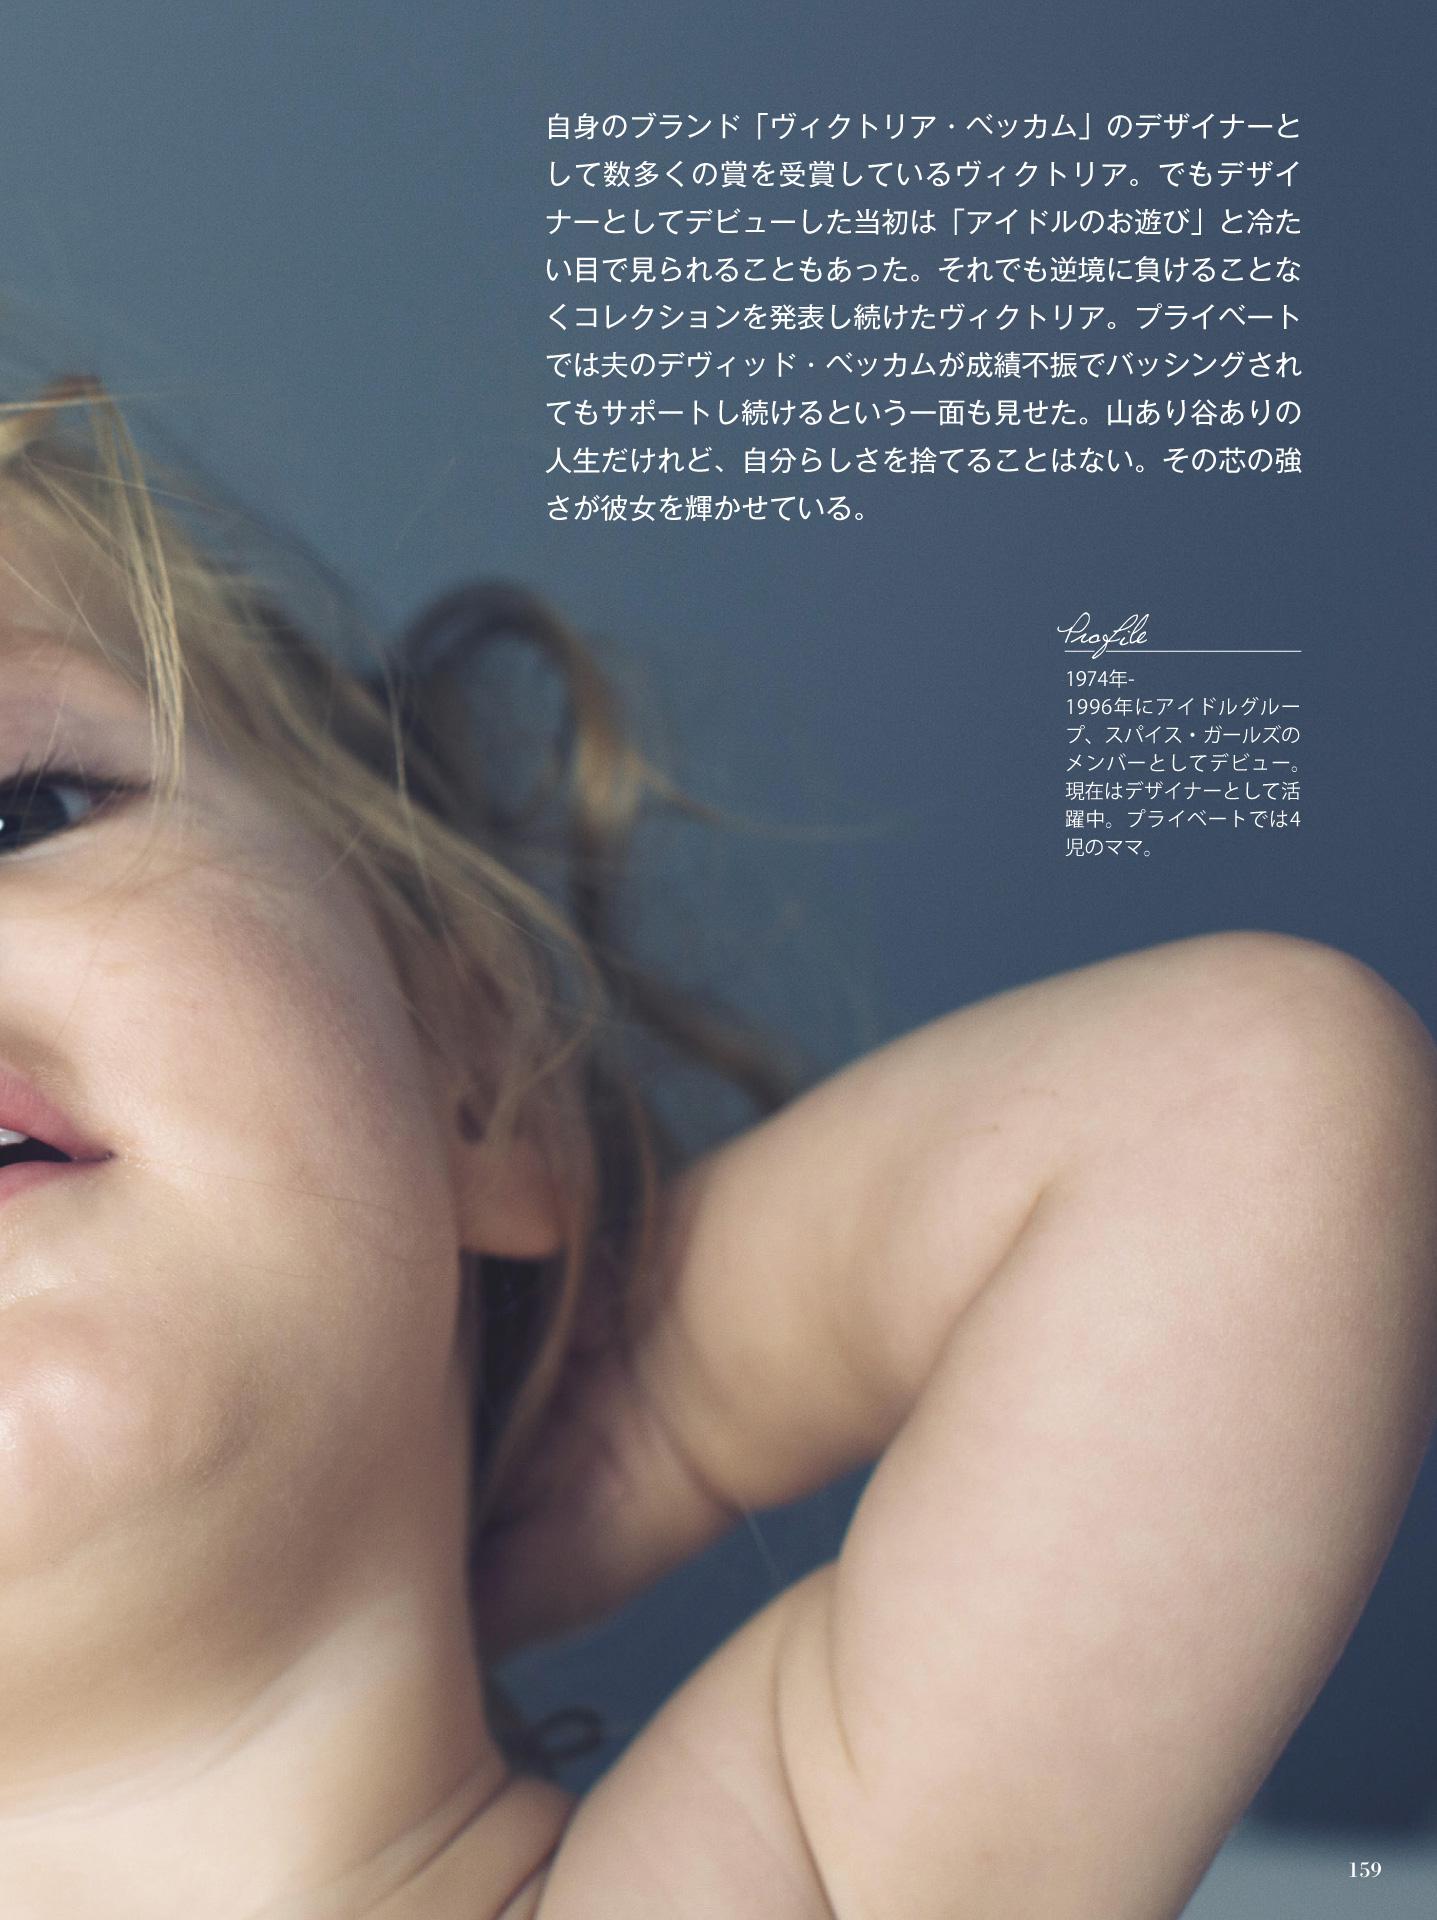 自身のブランド「ヴィクトリア・ベッカム」のデザイナーと
して数多くの賞を受賞しているヴィクトリア。でもデザイ
ナーとしてデビューした当初は「アイドルのお遊び」と冷た
い目で見られることもあった。それでも逆境に負けることな
くコレクションを発表し続けたヴィクトリア。プライベート
では夫のデヴィッド・ベッカムが成績不振でバッシングされ
てもサポートし続けるという一面も見せた。山あり谷ありの
人生だけれど、自分らしさを捨てることはない。その芯の強
さが彼女を輝かせている。
Profile
1974年-
1996年にアイドルグルー
プ、スパイス・ガールズの
メンバーとしてデビュー。
現在はデザイナーとして活
躍中。プライベートでは4
児のママ。
159